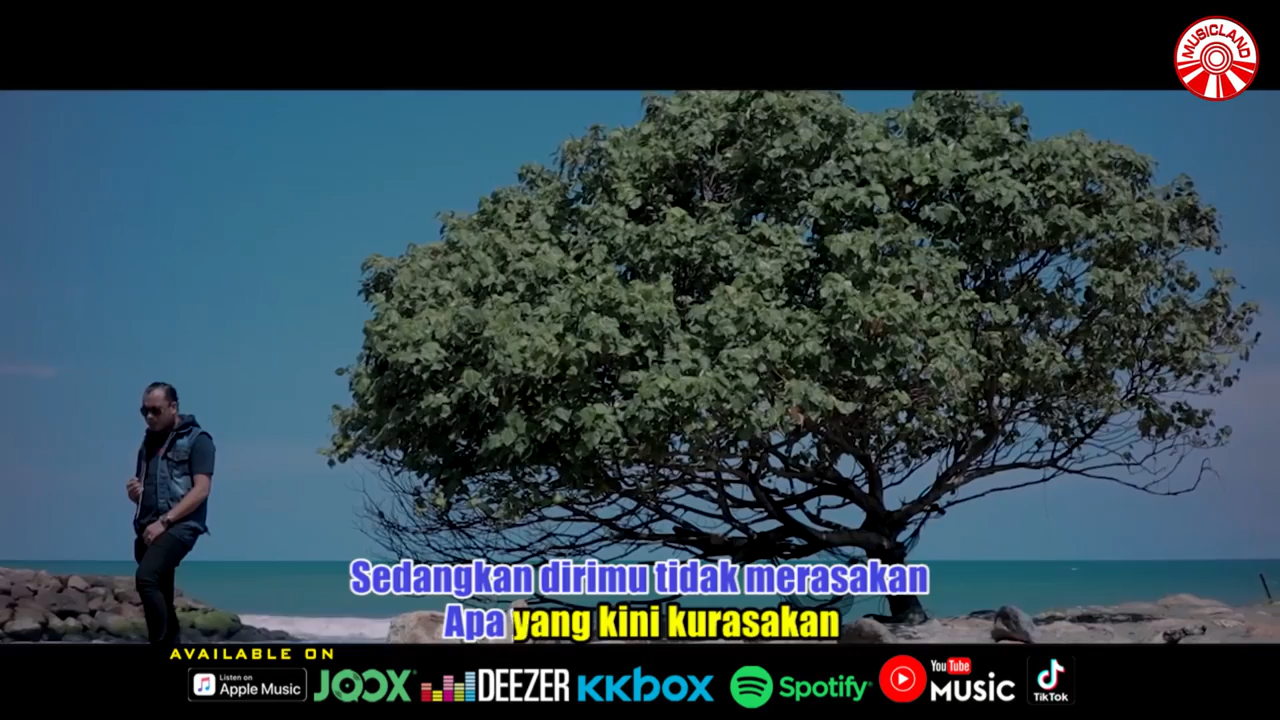 MUSICLAND
Sedangkan dirimu tidak merasakan
Apa yang kini kurasakan
AVAILABLE ON
Listen on
Apple Music
JOOX
DEEZER
KKBOX
Spotify
YouTube
MUSIC
TikTok